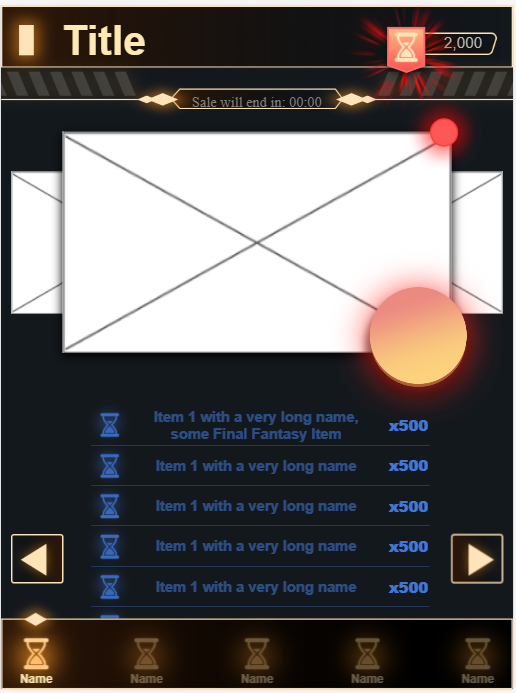 Title
2,000
Sale will end in: 00:00
Item 1 with a very long name,
some Final Fantasy Item
x500
Item 1 with a very long name
x500
Item 1 with a very long name
x500
Item 1 with a very long name
x500
Item 1 with a very long name
x500
Name
Name
Name
Name
Name